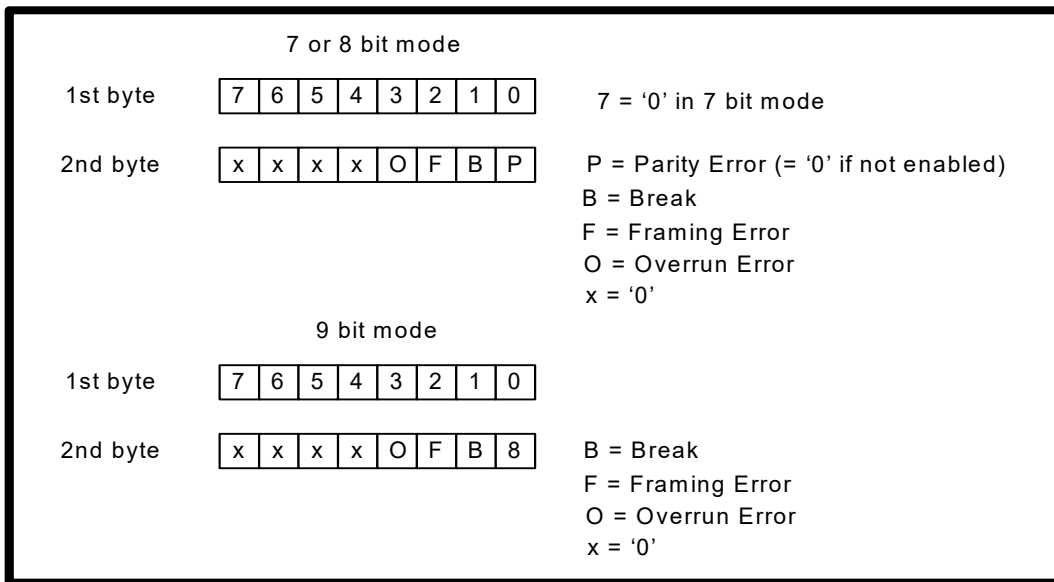 7 or 8 bit mode
1st byte 7 6 5 4 3 2 1 0 7 = ‘0’ in 7 bit mode
2nd byte x x x x O F B P P = Parity Error (= ‘0’ if not enabled)
B = Break
F = Framing Error
O = Overrun Error
x = ‘0’
9 bit mode
1st byte 7 6 5 4 3 2 1 0
2nd byte x x x x O F B 8 B = Break
F = Framing Error
O = Overrun Error
x = ‘0’